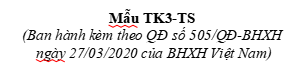 Mẫu TK3-TS
(Ban hành kèm theo QĐ số 505/QĐ-BHXH
ngày 27/03/2020 của BHXH Việt Nam)